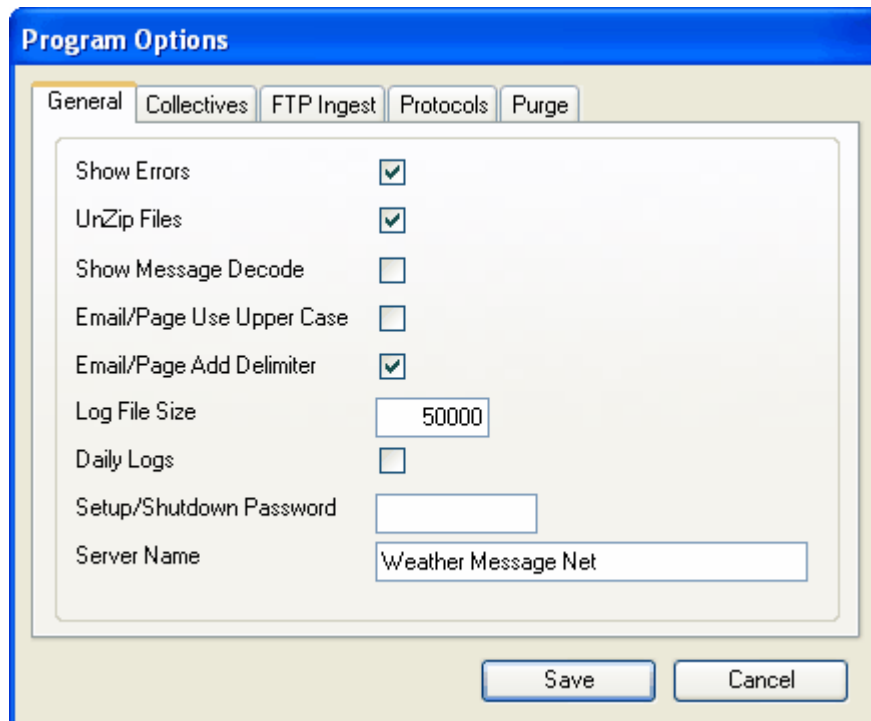 Program Options
General Collectives FTP Ingest Protocols Purge
Show Errors
UnZip Files
Show Message Decode
Email/Page Use Upper Case
Email/Page Add Delimiter
Log File Size 50000
Daily Logs
Setup/Shutdown Password
Server Name Weather Message Net
Save Cancel